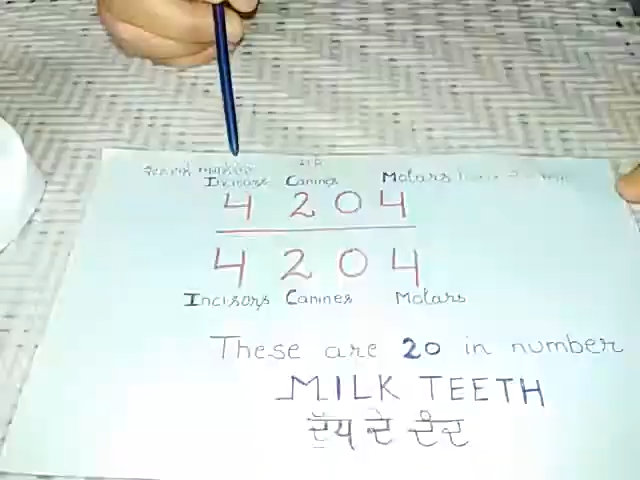 Incisors Canines Molars
4 2 0 4
4 2 0 4
Incisors Canines Molars
These are 20 in number
MILK TEETH
ਦੁੱਧ ਦੇ ਦੰਦ